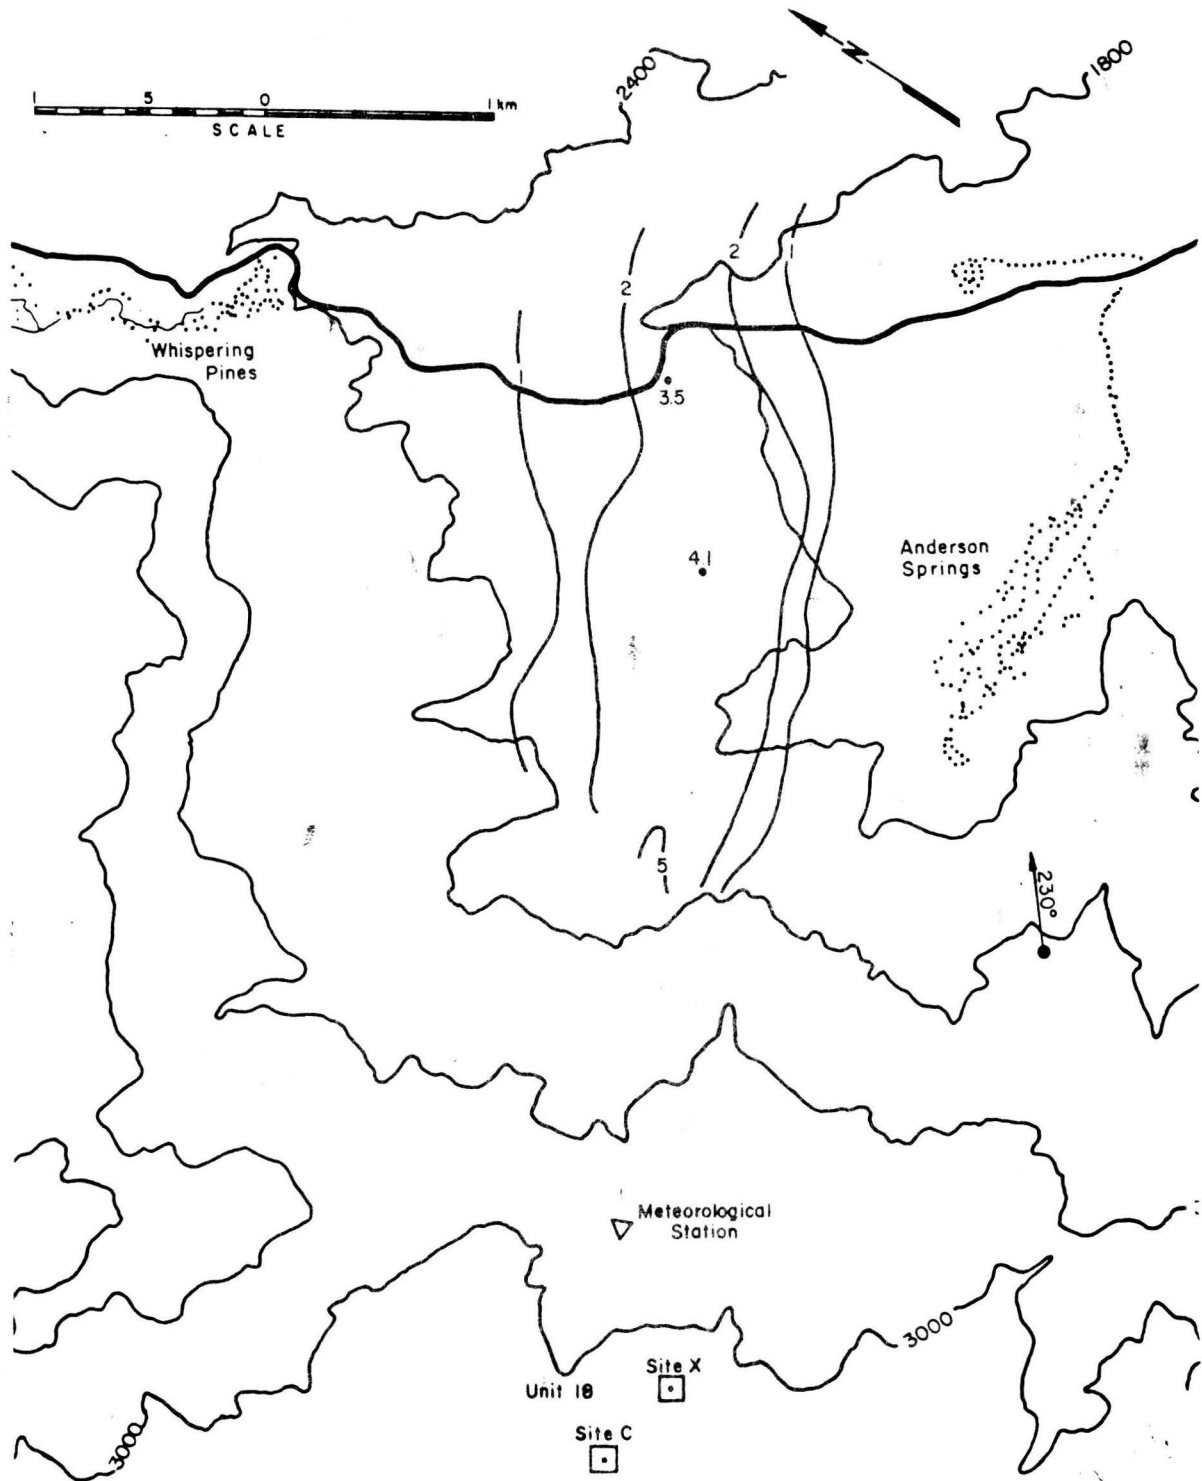 N
2400
1800
1 5 0 1 km
SCALE
2
2
1
1
Whispering
Pines
3.5
4.1
Anderson
Springs
5
230°
Meteorological
Station
3000
Site X
Unit 18
Site C
3000